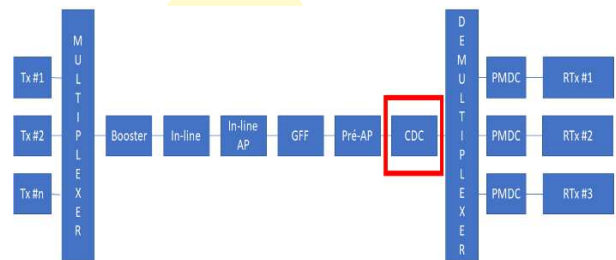 MULTIPLEXER
DEMULTIPLEXER
Tx #1
Tx #2
Tx #n
Booster
In-line
In-line
AP
GFF
Pré-AP
CDC
PMDC
RTx #1
PMDC
RTx #2
PMDC
RTx #3